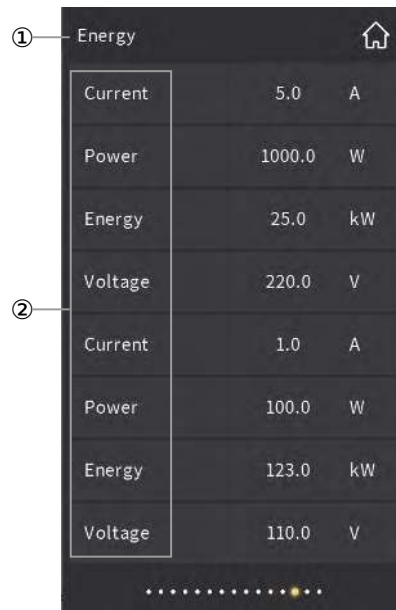 ① Energy
Current 5.0 A
Power 1000.0 W
Energy 25.0 kW
Voltage 220.0 V
② 
Current 1.0 A
Power 100.0 W
Energy 123.0 kW
Voltage 110.0 V